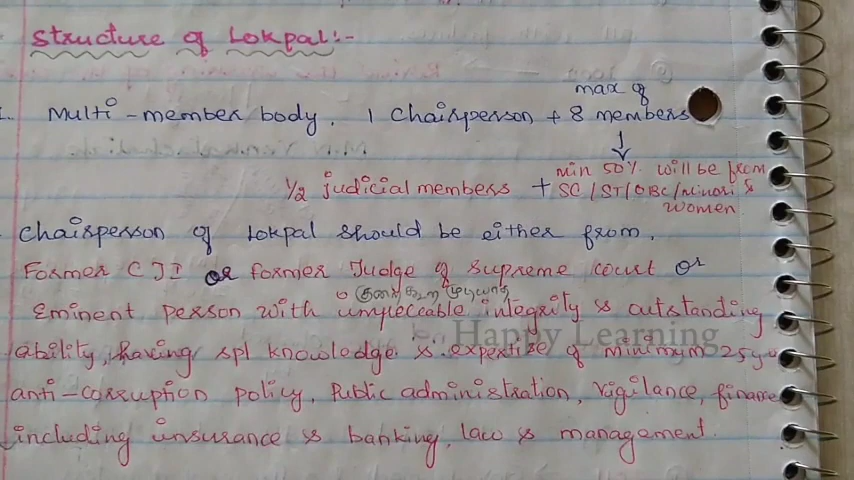 Structure of Lokpal:-
max of
Multi-member body, 1 Chairperson + 8 members
1/2 judicial members + min 50% will be from
SC/ST/OBC/minori &
women
Chairperson of Lokpal should be either from,
Former CJI or former Judge of Supreme court or
குறை கூற முடியாத
Eminent person with impeccable integrity & outstanding
ability, having spl knowledge & expertise of minimum 25 yrs
Happy Learning
anti-corruption policy, Public administration, vigilance, finance
including insurance & banking, law & management.